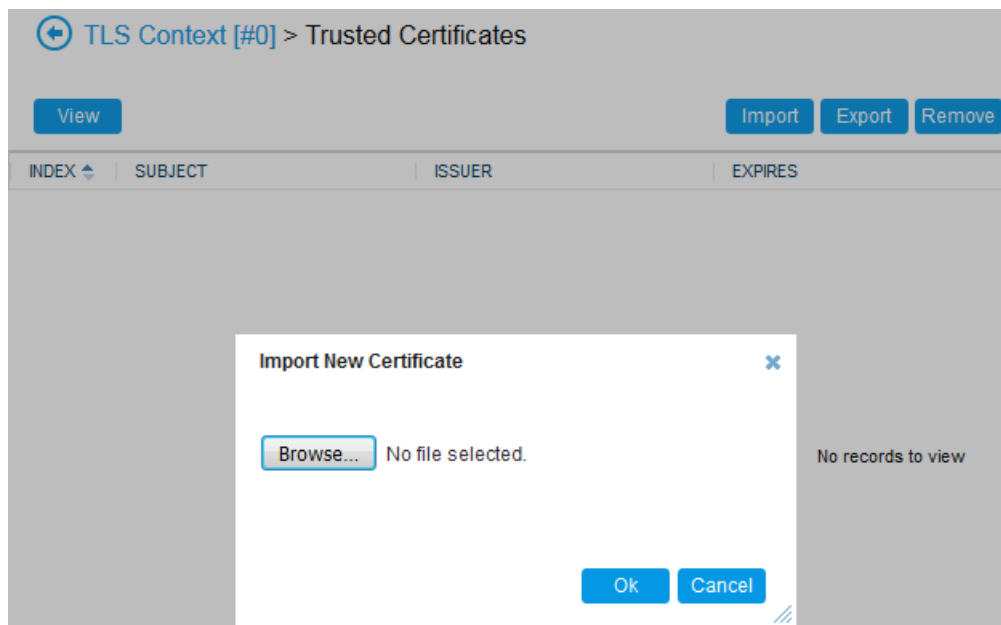 TLS Context [#0] > Trusted Certificates
View Import Export Remove
INDEX SUBJECT ISSUER EXPIRES
Import New Certificate
Browse... No file selected.
No records to view
Ok Cancel